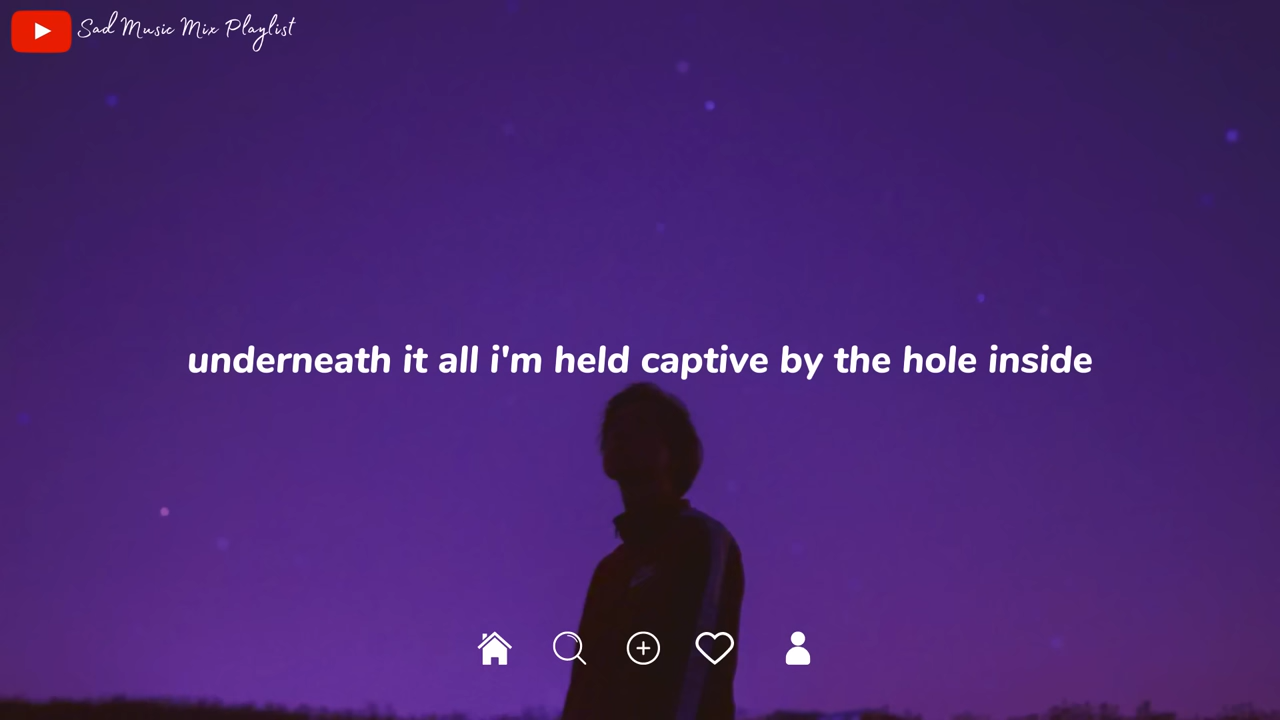 Sad Music Mix Playlist
underneath it all i'm held captive by the hole inside